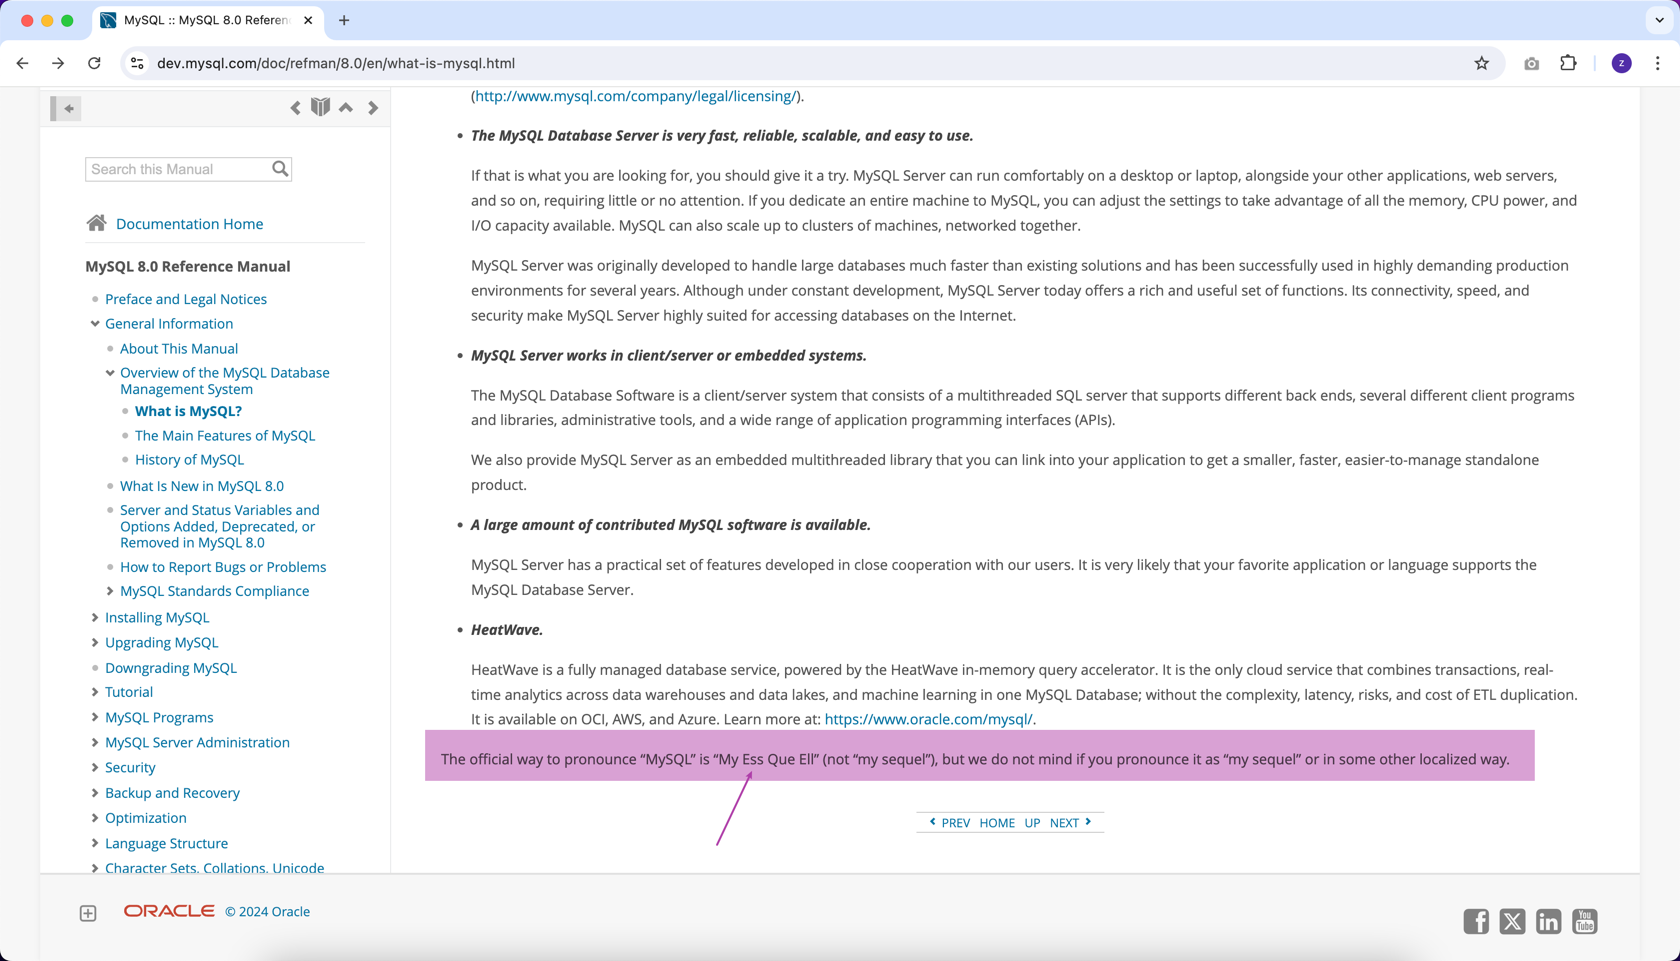 MySQL :: MySQL 8.0 Referen
dev.mysql.com/doc/refman/8.0/en/what-is-mysql.html
z
Search this Manual
Documentation Home
MySQL 8.0 Reference Manual
Preface and Legal Notices
General Information
About This Manual
Overview of the MySQL Database
Management System
What is MySQL?
The Main Features of MySQL
History of MySQL
What Is New in MySQL 8.0
Server and Status Variables and
Options Added, Deprecated, or
Removed in MySQL 8.0
How to Report Bugs or Problems
MySQL Standards Compliance
Installing MySQL
Upgrading MySQL
Downgrading MySQL
Tutorial
MySQL Programs
MySQL Server Administration
Security
Backup and Recovery
Optimization
Language Structure
Character Sets, Collations, Unicode
(http://www.mysql.com/company/legal/licensing/).
• The MySQL Database Server is very fast, reliable, scalable, and easy to use.
If that is what you are looking for, you should give it a try. MySQL Server can run comfortably on a desktop or laptop, alongside your other applications, web servers,
and so on, requiring little or no attention. If you dedicate an entire machine to MySQL, you can adjust the settings to take advantage of all the memory, CPU power, and
I/O capacity available. MySQL can also scale up to clusters of machines, networked together.
MySQL Server was originally developed to handle large databases much faster than existing solutions and has been successfully used in highly demanding production
environments for several years. Although under constant development, MySQL Server today offers a rich and useful set of functions. Its connectivity, speed, and
security make MySQL Server highly suited for accessing databases on the Internet.
• MySQL Server works in client/server or embedded systems.
The MySQL Database Software is a client/server system that consists of a multithreaded SQL server that supports different back ends, several different client programs
and libraries, administrative tools, and a wide range of application programming interfaces (APIs).
We also provide MySQL Server as an embedded multithreaded library that you can link into your application to get a smaller, faster, easier-to-manage standalone
product.
• A large amount of contributed MySQL software is available.
MySQL Server has a practical set of features developed in close cooperation with our users. It is very likely that your favorite application or language supports the
MySQL Database Server.
• HeatWave.
HeatWave is a fully managed database service, powered by the HeatWave in-memory query accelerator. It is the only cloud service that combines transactions, real-
time analytics across data warehouses and data lakes, and machine learning in one MySQL Database; without the complexity, latency, risks, and cost of ETL duplication.
It is available on OCI, AWS, and Azure. Learn more at: https://www.oracle.com/mysql/.
The official way to pronounce “MySQL” is “My Ess Que Ell” (not “my sequel”), but we do not mind if you pronounce it as “my sequel” or in some other localized way.
PREV HOME UP NEXT
ORACLE © 2024 Oracle
f X in You Tube